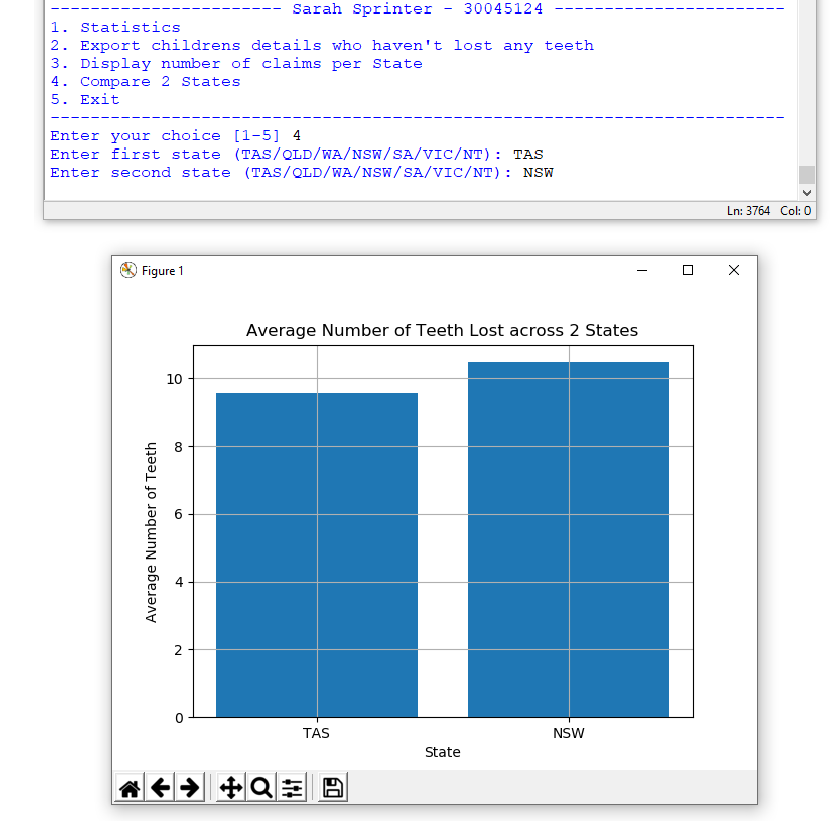 ----------------------- Sarah Sprinter - 30045124 -----------------------
1. Statistics
2. Export childrens details who haven't lost any teeth
3. Display number of claims per State
4. Compare 2 States
5. Exit
-------------------------------------------------------------------------
Enter your choice [1-5] 4
Enter first state (TAS/QLD/WA/NSW/SA/VIC/NT): TAS
Enter second state (TAS/QLD/WA/NSW/SA/VIC/NT): NSW
Ln: 3764 Col: 0
Figure 1
Average Number of Teeth Lost across 2 States
10
8
6
4
2
0
Average Number of Teeth
TAS NSW
State